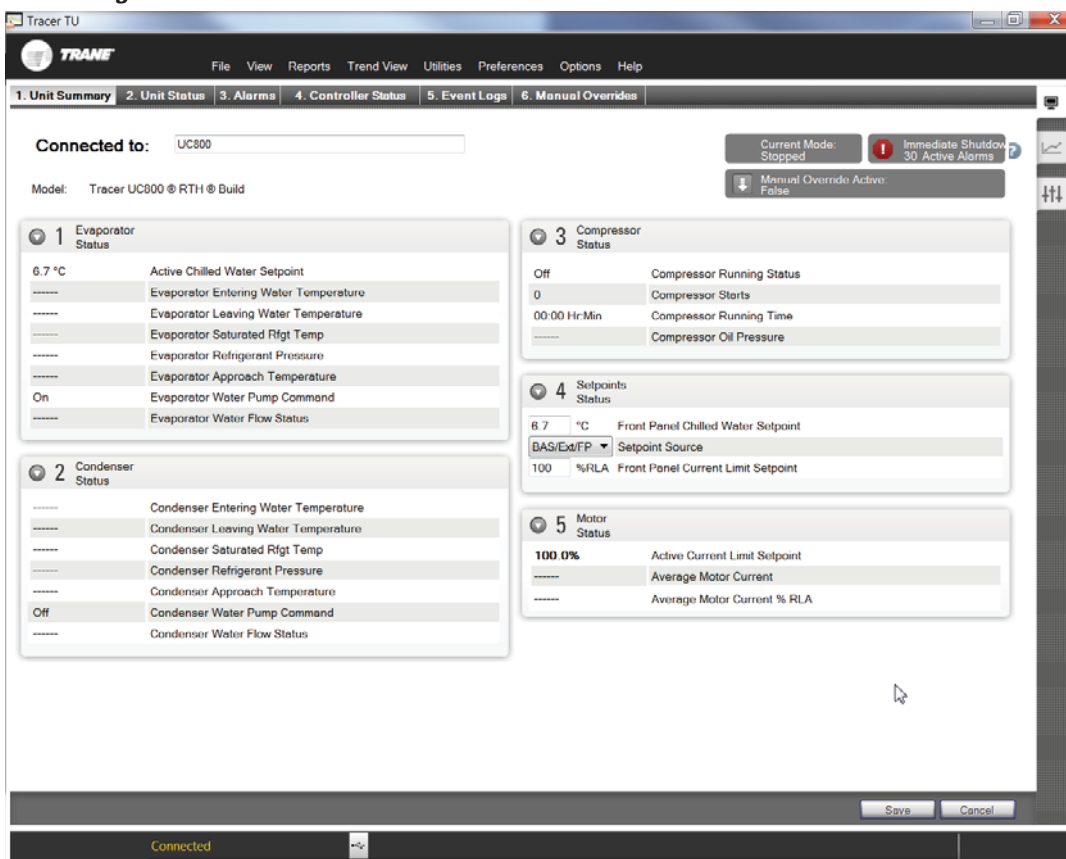 Tracer TU
TRANE
File View Reports Trend View Utilities Preferences Options Help
1. Unit Summary 2. Unit Status 3. Alarms 4. Controller Status 5. Event Logs 6. Manual Overrides
Connected to: UC800
Current Mode:
Stopped
Immediate Shutdow
30 Active Alarms
Model: Tracer UC800 ® RTH ® Build
Manual Override Active:
False
1 Evaporator
Status
6.7 °C Active Chilled Water Setpoint
------ Evaporator Entering Water Temperature
------ Evaporator Leaving Water Temperature
------ Evaporator Saturated Rfgt Temp
------ Evaporator Refrigerant Pressure
------ Evaporator Approach Temperature
On Evaporator Water Pump Command
------ Evaporator Water Flow Status
2 Condenser
Status
------ Condenser Entering Water Temperature
------ Condenser Leaving Water Temperature
------ Condenser Saturated Rfgt Temp
------ Condenser Refrigerant Pressure
------ Condenser Approach Temperature
Off Condenser Water Pump Command
------ Condenser Water Flow Status
3 Compressor
Status
Off Compressor Running Status
0 Compressor Starts
00:00 Hr:Min Compressor Running Time
------ Compressor Oil Pressure
4 Setpoints
Status
6.7 °C Front Panel Chilled Water Setpoint
BAS/Ext/FP Setpoint Source
100 %RLA Front Panel Current Limit Setpoint
5 Motor
Status
100.0% Active Current Limit Setpoint
------ Average Motor Current
------ Average Motor Current % RLA
Save Cancel
Connected